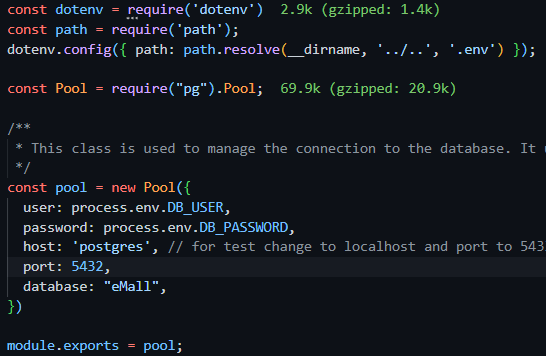 const dotenv = require('dotenv')  2.9k (gzipped: 1.4k)
const path = require('path');
dotenv.config({ path: path.resolve(__dirname, '../..', '.env') });
const Pool = require("pg").Pool;  69.9k (gzipped: 20.9k)
/**
 * This class is used to manage the connection to the database. It
 */
const pool = new Pool({
  user: process.env.DB_USER,
  password: process.env.DB_PASSWORD,
  host: 'postgres', // for test change to localhost and port to 543
  port: 5432,
  database: "eMall",
})
module.exports = pool;